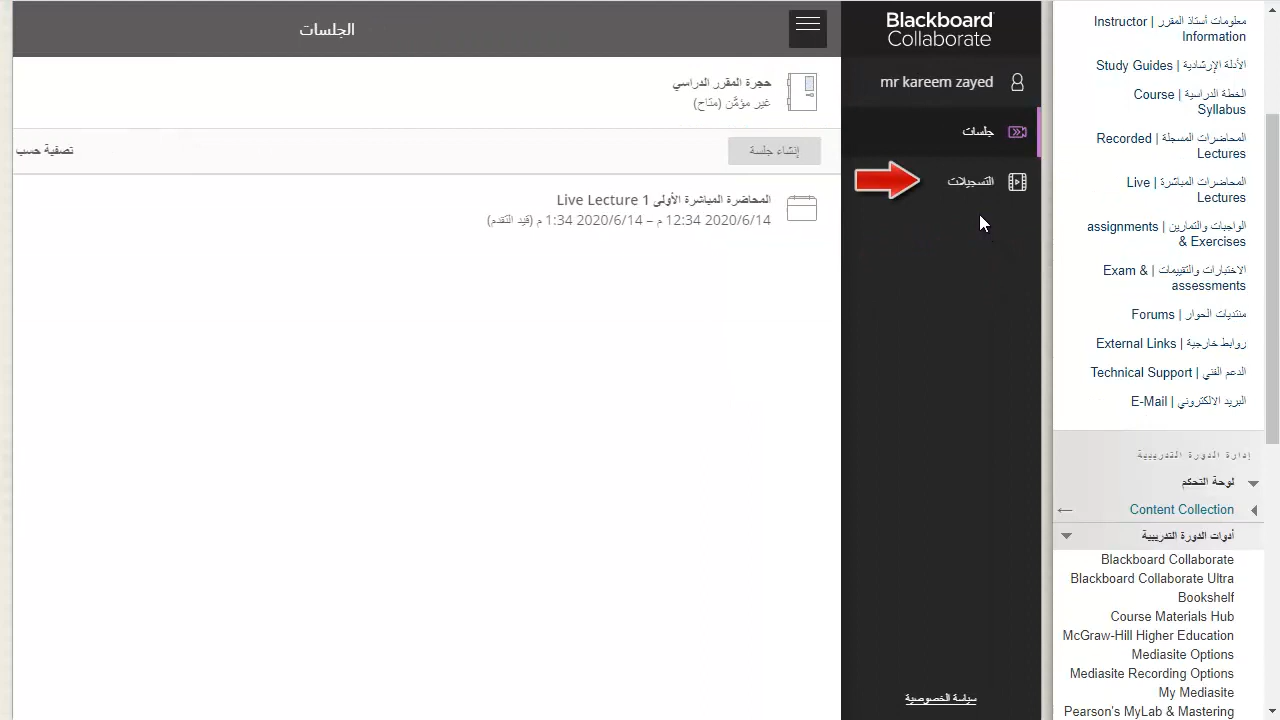 معلومات أستاذ المقرر | Instructor
Information
الأدلة الإرشادية | Study Guides
الخطة الدراسية | Course
Syllabus
المحاضرات المسجلة | Recorded
Lectures
المحاضرات المباشرة | Live
Lectures
الواجبات والتمارين | assignments
& Exercises
الاختبارات والتقييمات | Exam &
assessments
منتديات الحوار | Forums
روابط خارجية | External Links
الدعم الفني | Technical Support
البريد الالكتروني | E-Mail
إدارة الدورة التدريبية
لوحة التحكم
Content Collection
أدوات الدورة التدريبية
Blackboard Collaborate
Blackboard Collaborate Ultra
Bookshelf
Course Materials Hub
McGraw-Hill Higher Education
Mediasite Options
Mediasite Recording Options
My Mediasite
Pearson's MyLab & Mastering
Blackboard
Collaborate
mr kareem zayed
جلسات
التسجيلات
سياسة الخصوصية
الجلسات
حجرة المقرر الدراسي
غير مؤمَّن (متاح)
إنشاء جلسة
تصفية حسب
المحاضرة المباشرة الأولى Live Lecture 1
2020/6/14 12:34 م – 2020/6/14 1:34 م (قيد التقدم)